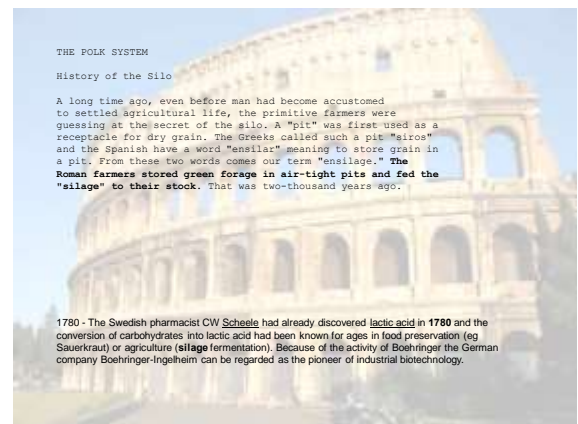 THE POLK SYSTEM
History of the Silo
A long time ago, even before man had become accustomed
to settled agricultural life, the primitive farmers were
guessing at the secret of the silo. A "pit" was first used as a
receptacle for dry grain. The Greeks called such a pit "siros"
and the Spanish have a word "ensilar" meaning to store grain in
a pit. From these two words comes our term "ensilage." The
Roman farmers stored green forage in air-tight pits and fed the
"silage" to their stock. That was two-thousand years ago.
1780 - The Swedish pharmacist CW Scheele had already discovered lactic acid in 1780 and the
conversion of carbohydrates into lactic acid had been known for ages in food preservation (eg
Sauerkraut) or agriculture (silage fermentation). Because of the activity of Boehringer the German
company Boehringer-Ingelheim can be regarded as the pioneer of industrial biotechnology.